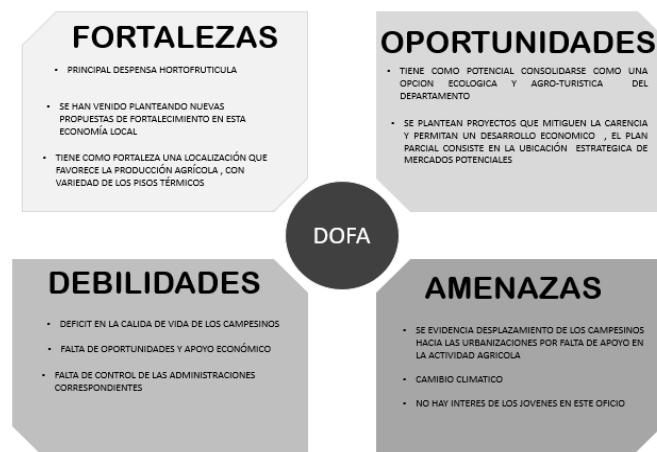 FORTALEZAS
• PRINCIPAL DESPENSA HORTOFRUTICULA
• SE HAN VENIDO PLANTEANDO NUEVAS
PROPUESTAS DE FORTALECIMIENTO EN ESTA
ECONOMÍA LOCAL
• TIENE COMO FORTALEZA UNA LOCALIZACIÓN QUE
FAVORECE LA PRODUCCIÓN AGRÍCOLA , CON
VARIEDAD DE LOS PISOS TÉRMICOS
OPORTUNIDADES
• TIENE COMO POTENCIAL CONSOLIDARSE COMO UNA
OPCION ECOLOGICA Y AGRO-TURISTICA DEL
DEPARTAMENTO
• SE PLANTEAN PROYECTOS QUE MITIGUEN LA CARENCIA
Y PERMITAN UN DESARROLLO ECONOMICO , EL PLAN
PARCIAL CONSISTE EN LA UBICACIÓN ESTRATEGICA DE
MERCADOS POTENCIALES
DOFA
DEBILIDADES
• DEFICIT EN LA CALIDA DE VIDA DE LOS CAMPESINOS
• FALTA DE OPORTUNIDADES Y APOYO ECONÓMICO
• FALTA DE CONTROL DE LAS ADMINISTRACIONES
CORRESPONDIENTES
AMENAZAS
• SE EVIDENCIA DESPLAZAMIENTO DE LOS CAMPESINOS
HACIA LAS URBANIZACIONES POR FALTA DE APOYO EN
LA ACTIVIDAD AGRICOLA
• CAMIBIO CLIMATICO
• NO HAY INTERES DE LOS JOVENES EN ESTE OFICIO